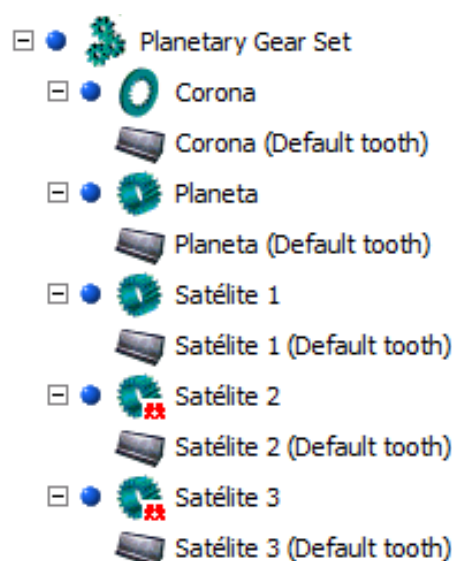 Planetary Gear Set
Corona
Corona (Default tooth)
Planeta
Planeta (Default tooth)
Satélite 1
Satélite 1 (Default tooth)
Satélite 2
Satélite 2 (Default tooth)
Satélite 3
Satélite 3 (Default tooth)